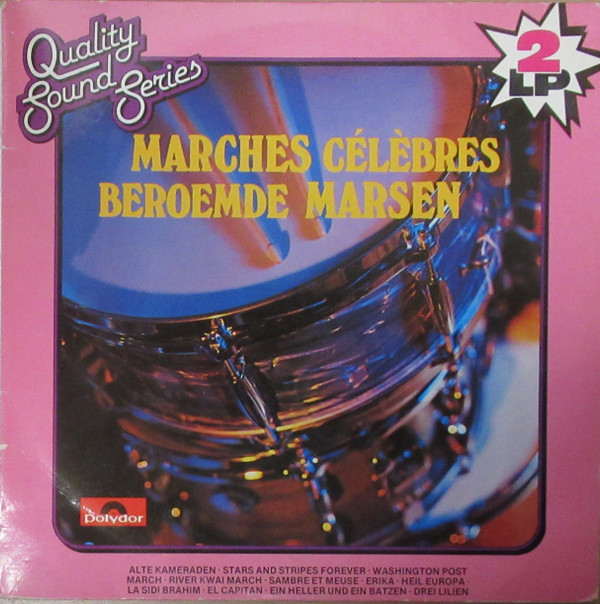 Quality
Sound Series
2
LP
MARCHES CÉLÈBRES
BEROEMDE MARSEN
polydor
ALTE KAMERADEN · STARS AND STRIPES FOREVER · WASHINGTON POST
MARCH · RIVER KWAI MARCH · SAMBRE ET MEUSE · ERIKA · HEIL EUROPA
LA SIDI BRAHIM · EL CAPITAN · EIN HELLER UND EIN BATZEN · DREI LILIEN